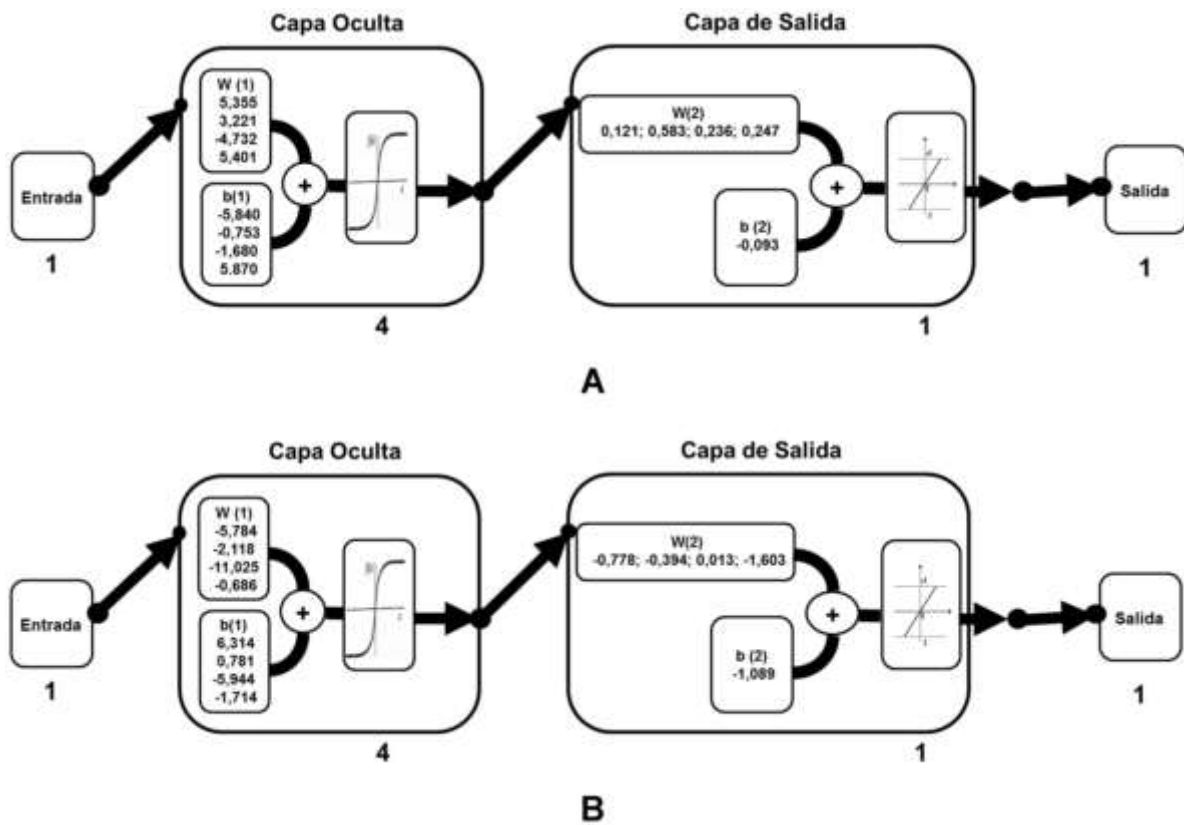 Capa Oculta
Capa de Salida
W (1)
5,355
3,221
-4,732
5,401
b(1)
-5,840
-0,753
-1,680
5.870
+
W(2)
0,121; 0,583; 0,236; 0,247
b (2)
-0,093
+
Entrada
1
4
1
Salida
1
A
Capa Oculta
Capa de Salida
W (1)
-5,784
-2,118
-11,025
-0,686
b(1)
6,314
0,781
-5,944
-1,714
+
W(2)
-0,778; -0,394; 0,013; -1,603
b (2)
-1,089
+
Entrada
1
4
1
Salida
1
B